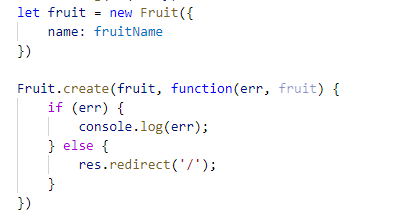 let fruit = new Fruit({
    name: fruitName
})

Fruit.create(fruit, function(err, fruit) {
    if (err) {
        console.log(err);
    } else {
        res.redirect('/');
    }
})